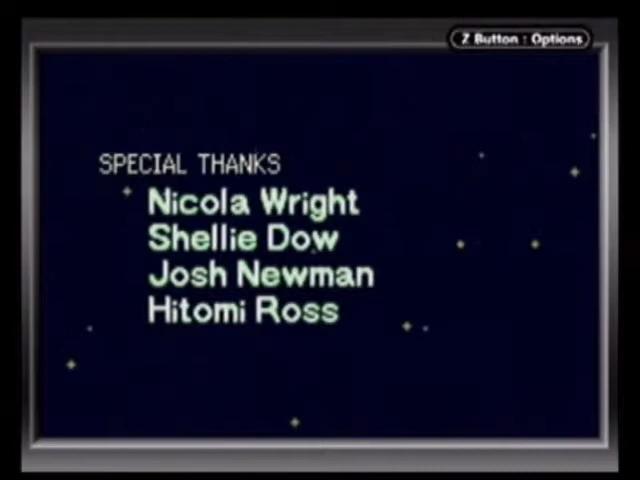 Z Button : Options
SPECIAL THANKS
Nicola Wright
Shellie Dow
Josh Newman
Hitomi Ross